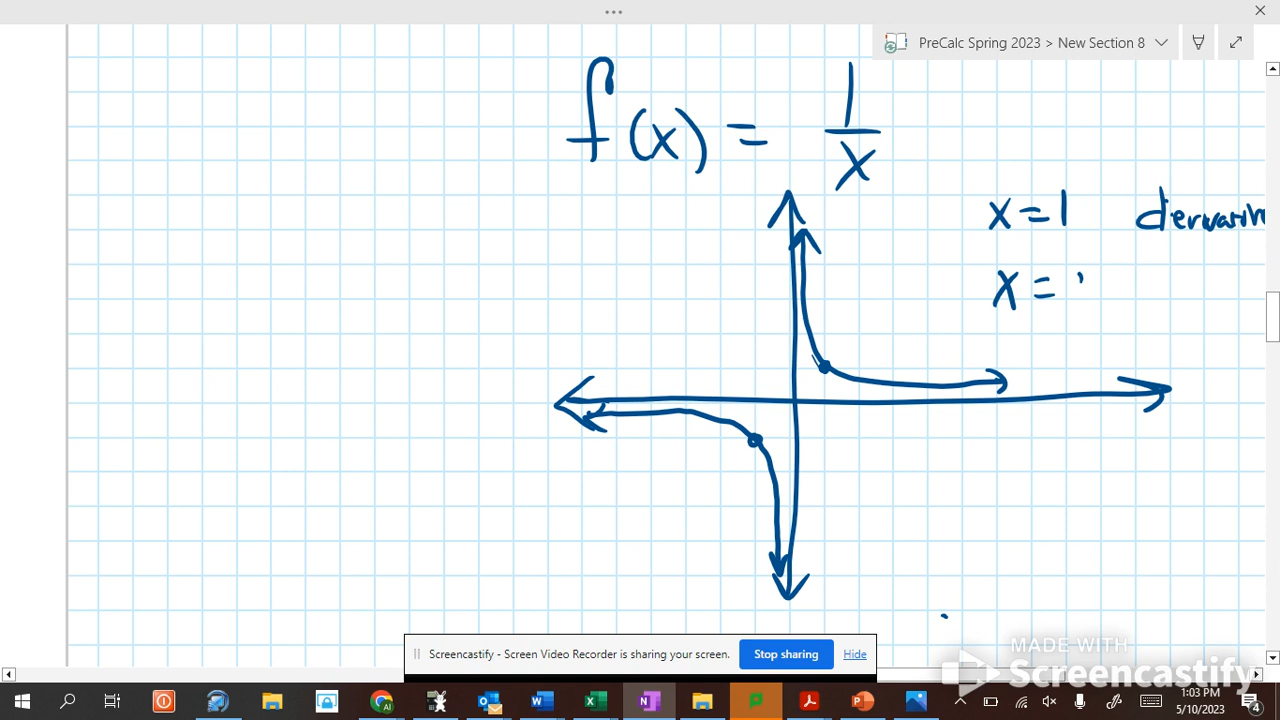 PreCalc Spring 2023 > New Section 8
f(x) = 1/x
x = 1
x =
Screencastify - Screen Video Recorder is sharing your screen.
Stop sharing
Hide
MADE WITH
Screencastify
1:03 PM
5/10/2023
4